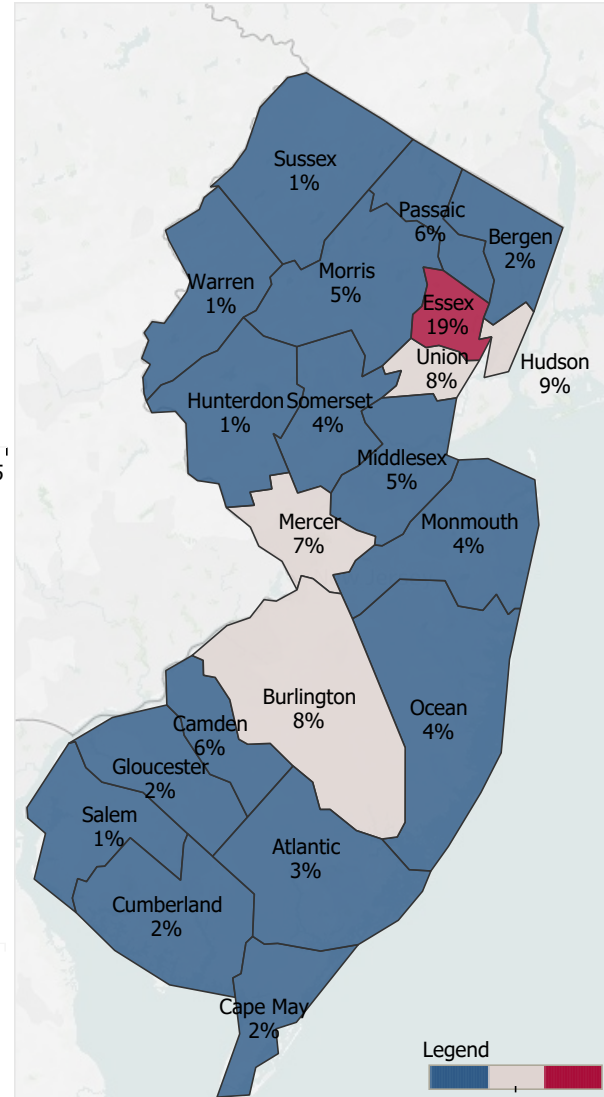 Sussex
1%
Passaic
6%
Bergen
2%
Warren
1%
Morris
5%
Essex
19%
Union
8%
Hudson
9%
Hunterdon
1%
Somerset
4%
Middlesex
5%
Mercer
7%
Monmouth
4%
Burlington
8%
Ocean
4%
Camden
6%
Gloucester
2%
Salem
1%
Atlantic
3%
Cumberland
2%
Cape May
2%
Legend